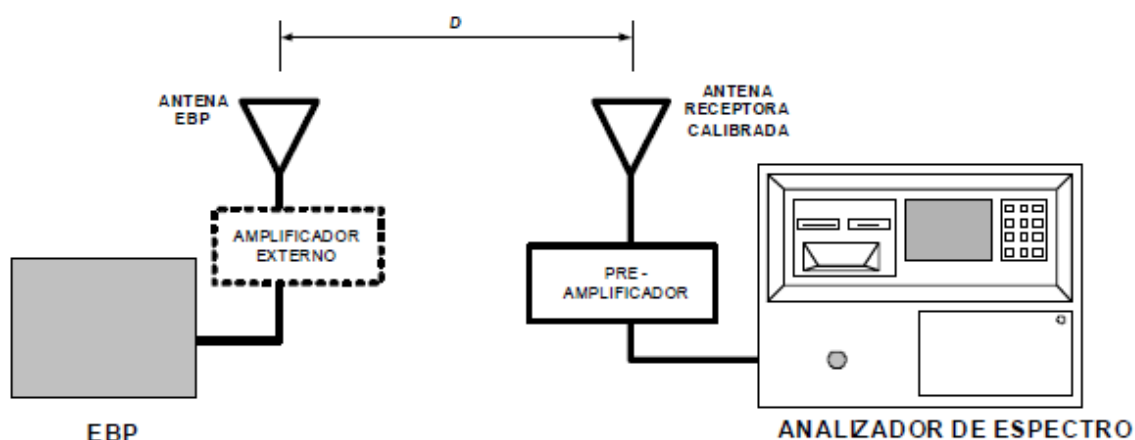 D
ANTENA
EBP
ANTENA
RECEPTORA
CALIBRADA
AMPLIFICADOR
EXTERNO
PRE -
AMPLIFICADOR
EBP
ANALIZADOR DE ESPECTRO